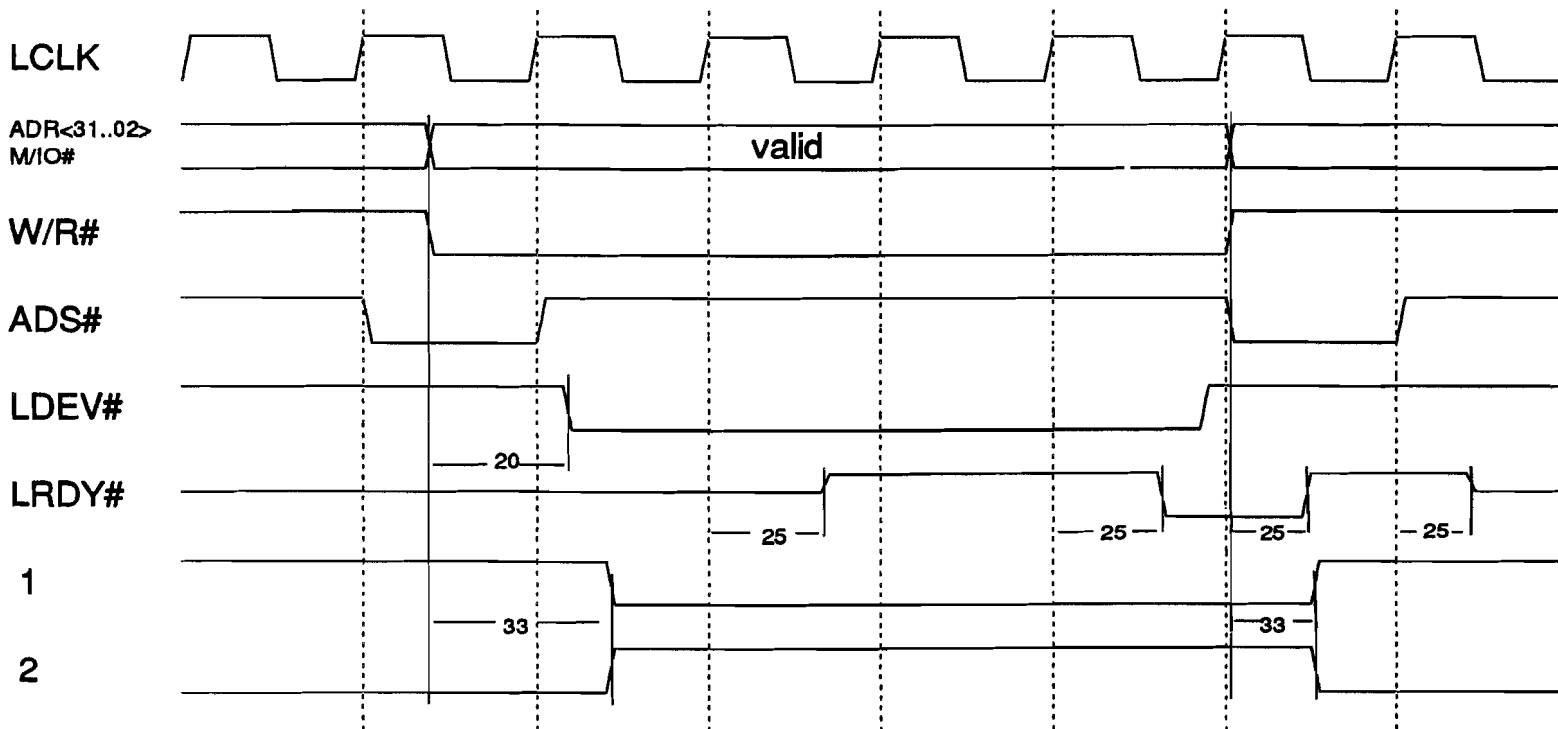 LCLK
ADR<31..02>
M/IO#
valid
W/R#
ADS#
LDEV#
20
LRDY#
25 25 25 25
1
33 33
2